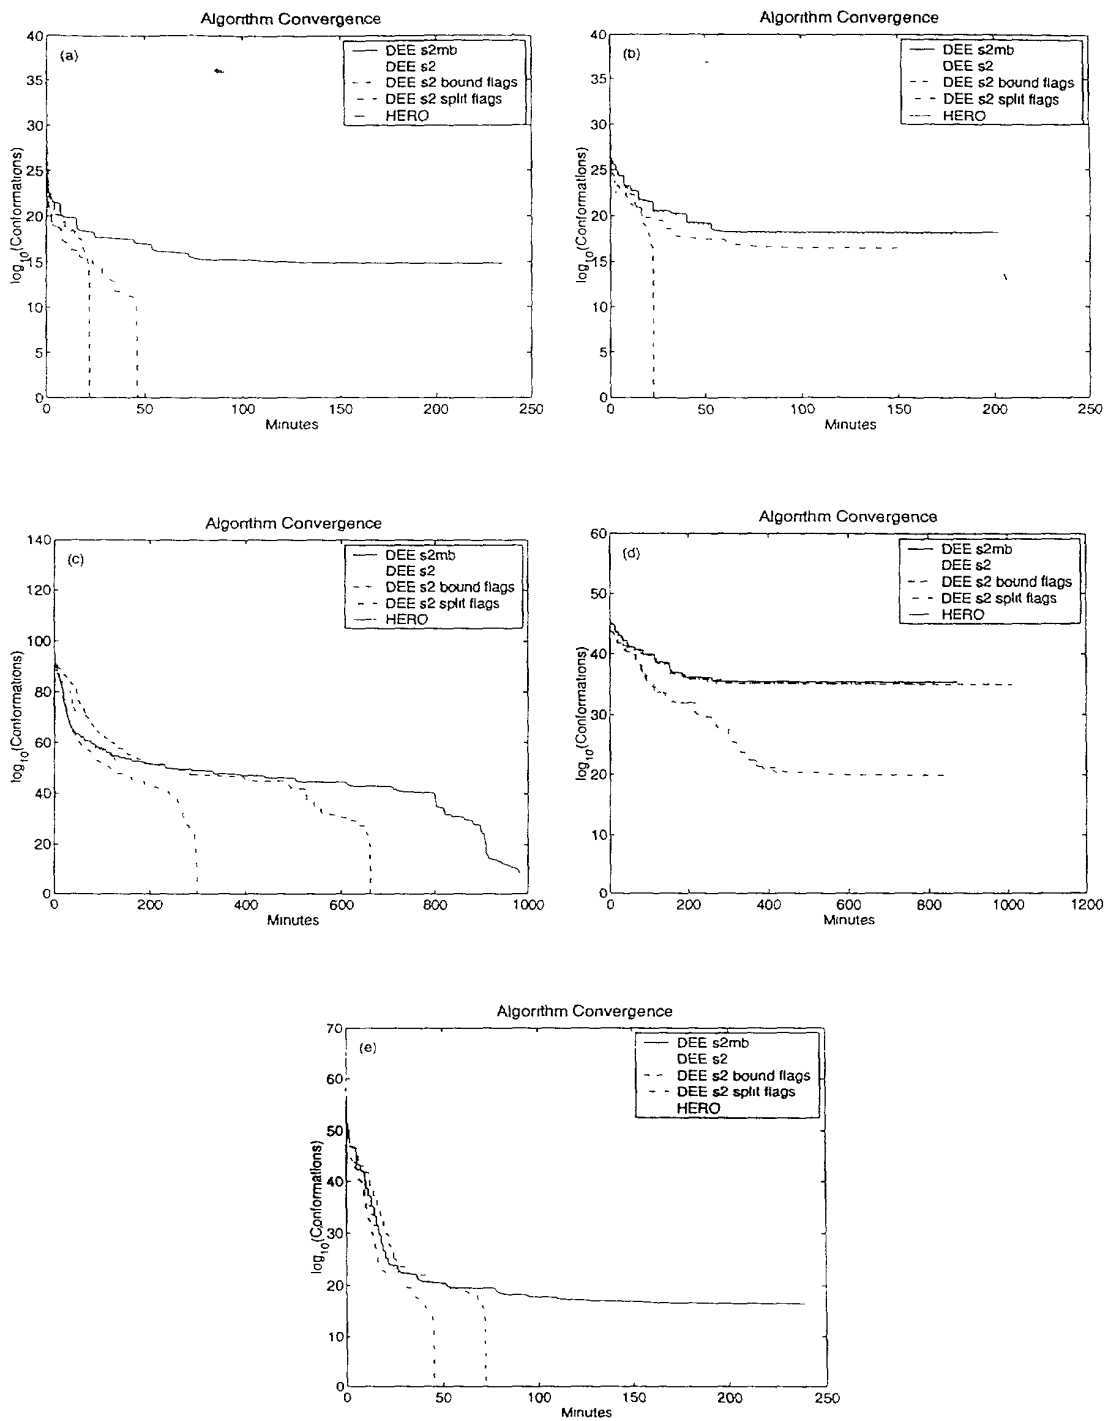 Algorithm Convergence
(a)
DEE s2mb
DEE s2
DEE s2 bound flags
DEE s2 split flags
HERO
log10(Conformations)
40
35
30
25
20
15
10
5
0
0 50 100 150 200 250
Minutes
Algorithm Convergence
(b)
DEE s2mb
DEE s2
DEE s2 bound flags
DEE s2 split flags
HERO
log10(Conformations)
40
35
30
25
20
15
10
5
0
0 50 100 150 200 250
Minutes
Algorithm Convergence
(c)
DEE s2mb
DEE s2
DEE s2 bound flags
DEE s2 split flags
HERO
log10(Conformations)
140
120
100
80
60
40
20
0
0 200 400 600 800 1000
Minutes
Algorithm Convergence
(d)
DEE s2mb
DEE s2
DEE s2 bound flags
DEE s2 split flags
HERO
log10(Conformations)
60
50
40
30
20
10
0
0 200 400 600 800 1000 1200
Minutes
Algorithm Convergence
(e)
DEE s2mb
DEE s2
DEE s2 bound flags
DEE s2 split flags
HERO
log10(Conformations)
70
60
50
40
30
20
10
0
0 50 100 150 200 250
Minutes